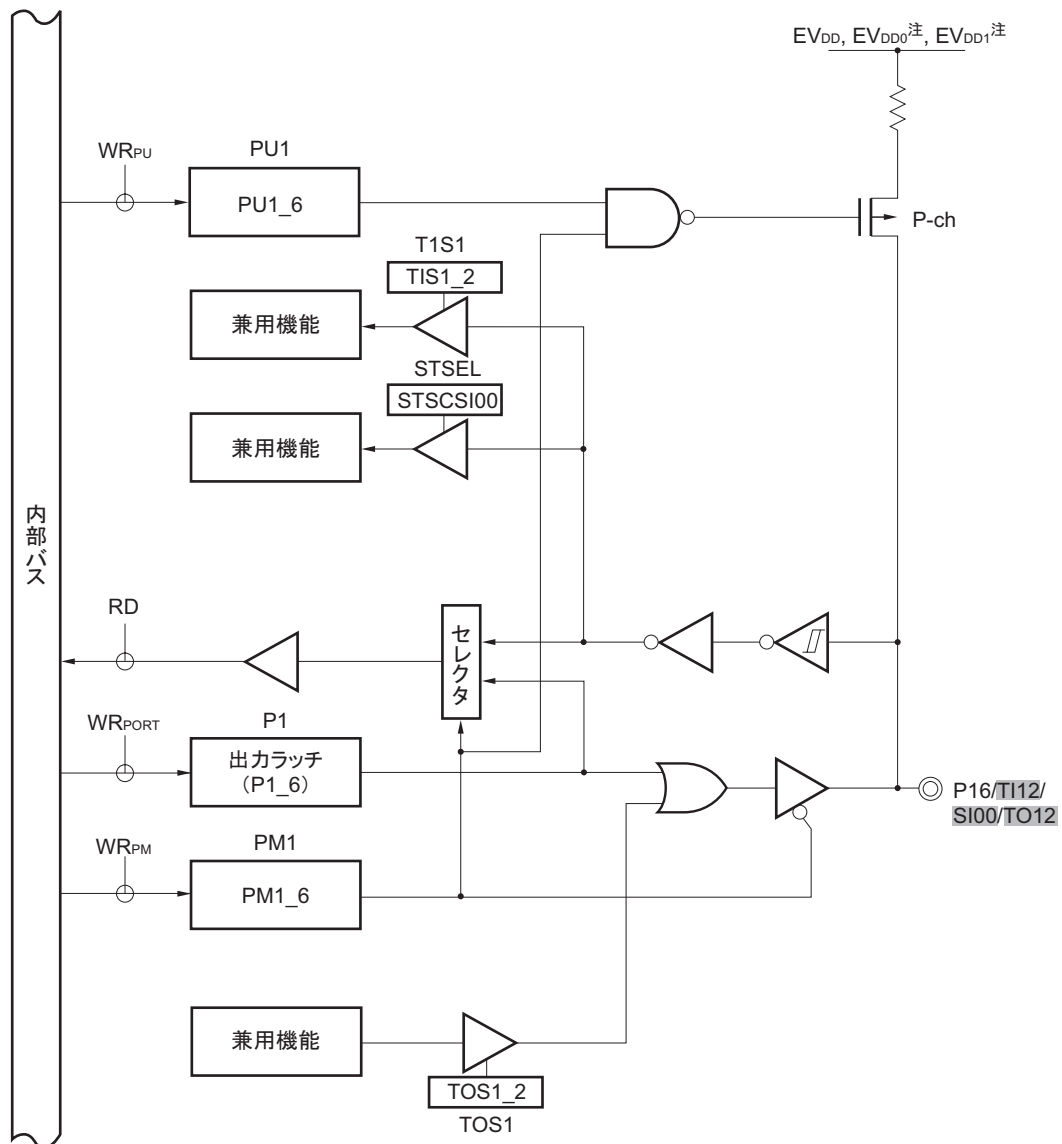 EVDD, EVDD0注, EVDD1注
WRPU
PU1
PU1_6
P-ch
T1S1
TIS1_2
兼用機能
STSEL
STSCSI00
兼用機能
内部バス
RD
セレクタ
WRPORT
P1
出力ラッチ
(P1_6)
P16/TI12/
SI00/TO12
WRPM
PM1
PM1_6
兼用機能
TOS1_2
TOS1